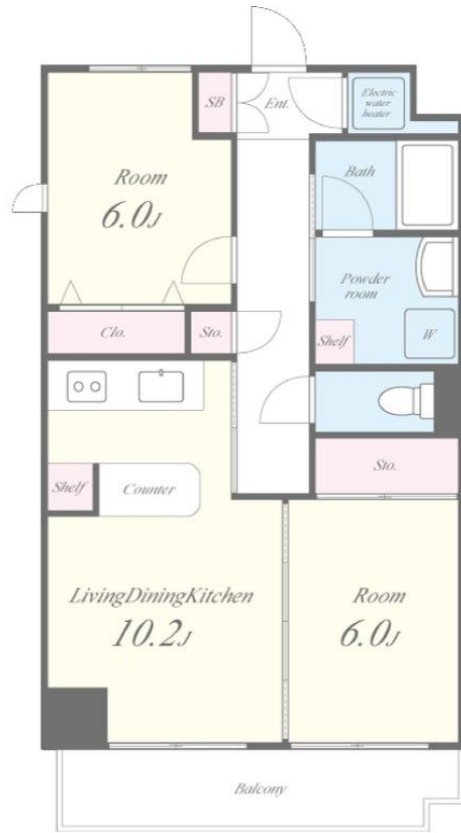 SB
Ent.
Electric
water
heater
Room
6.0J
Bath
Powder
room
Clo.
Sto.
Shelf
W
Sto.
Shelf
Counter
LivingDiningKitchen
10.2J
Room
6.0J
Balcony